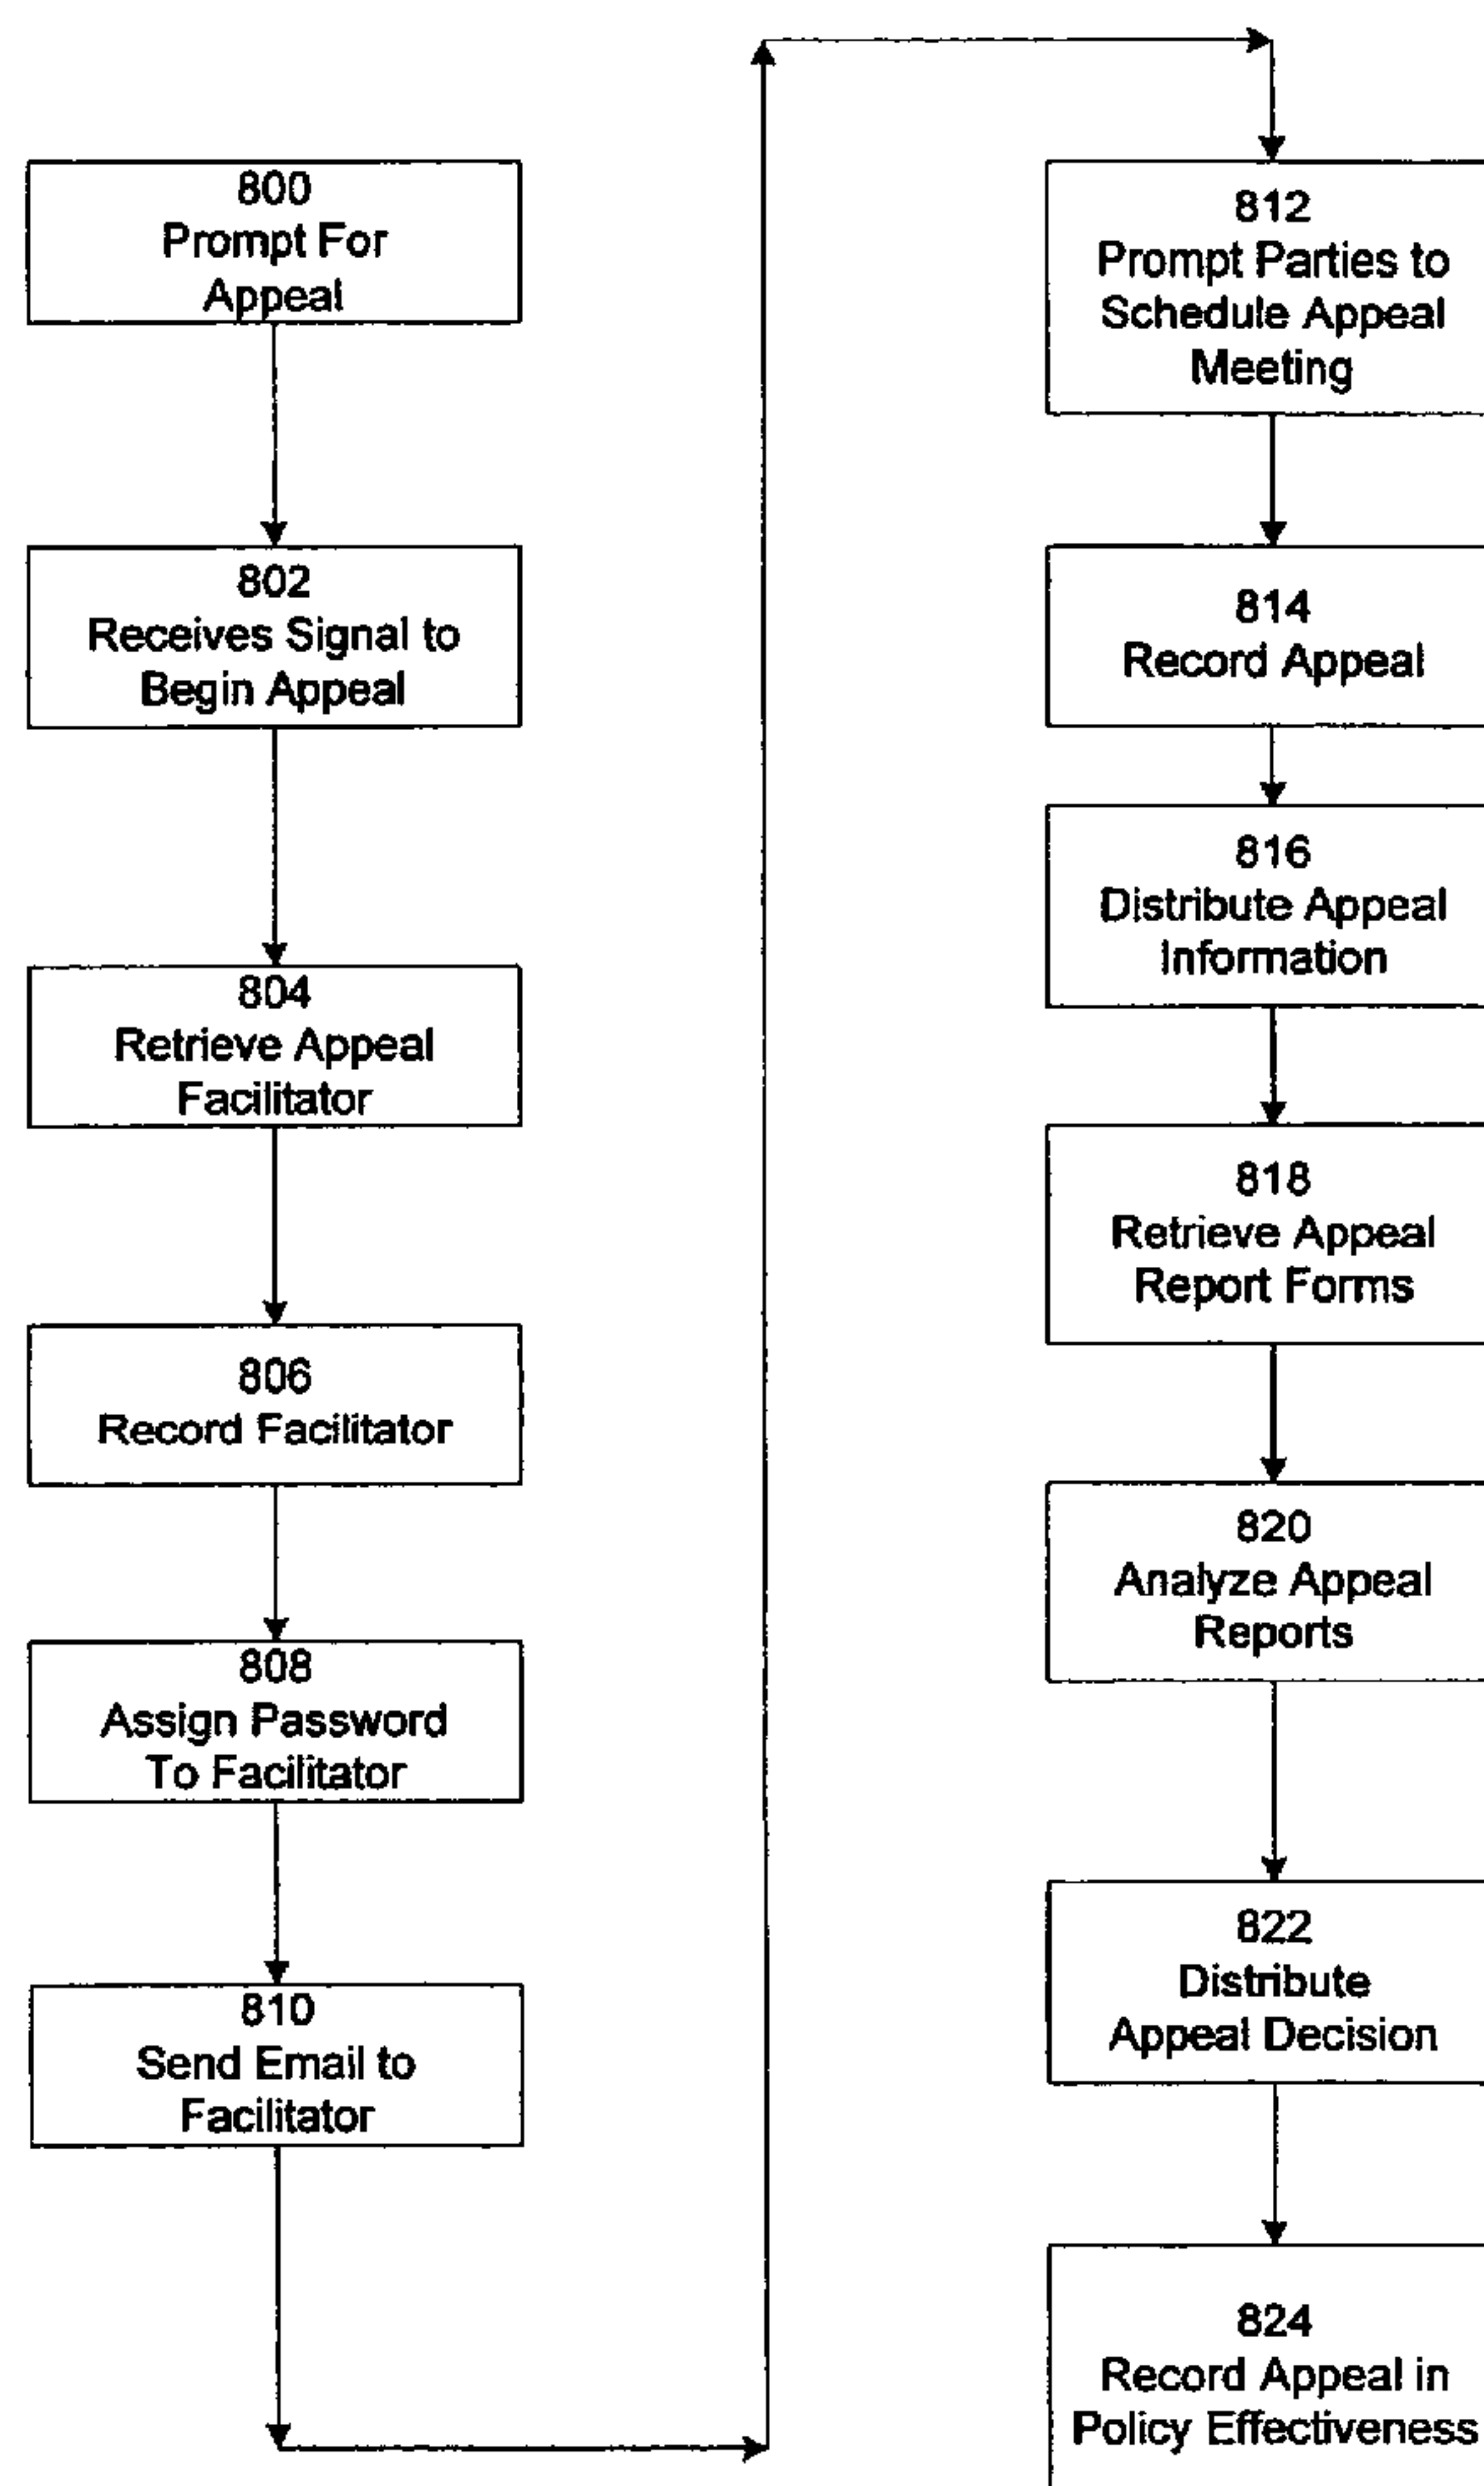 800
Prompt For
Appeal
802
Receives Signal to
Begin Appeal
804
Retrieve Appeal
Facilitator
806
Record Facilitator
808
Assign Password
To Facilitator
810
Send Email to
Facilitator
812
Prompt Parties to
Schedule Appeal
Meeting
814
Record Appeal
816
Distribute Appeal
Information
818
Retrieve Appeal
Report Forms
820
Analyze Appeal
Reports
822
Distribute
Appeal Decision
824
Record Appeal in
Policy Effectiveness